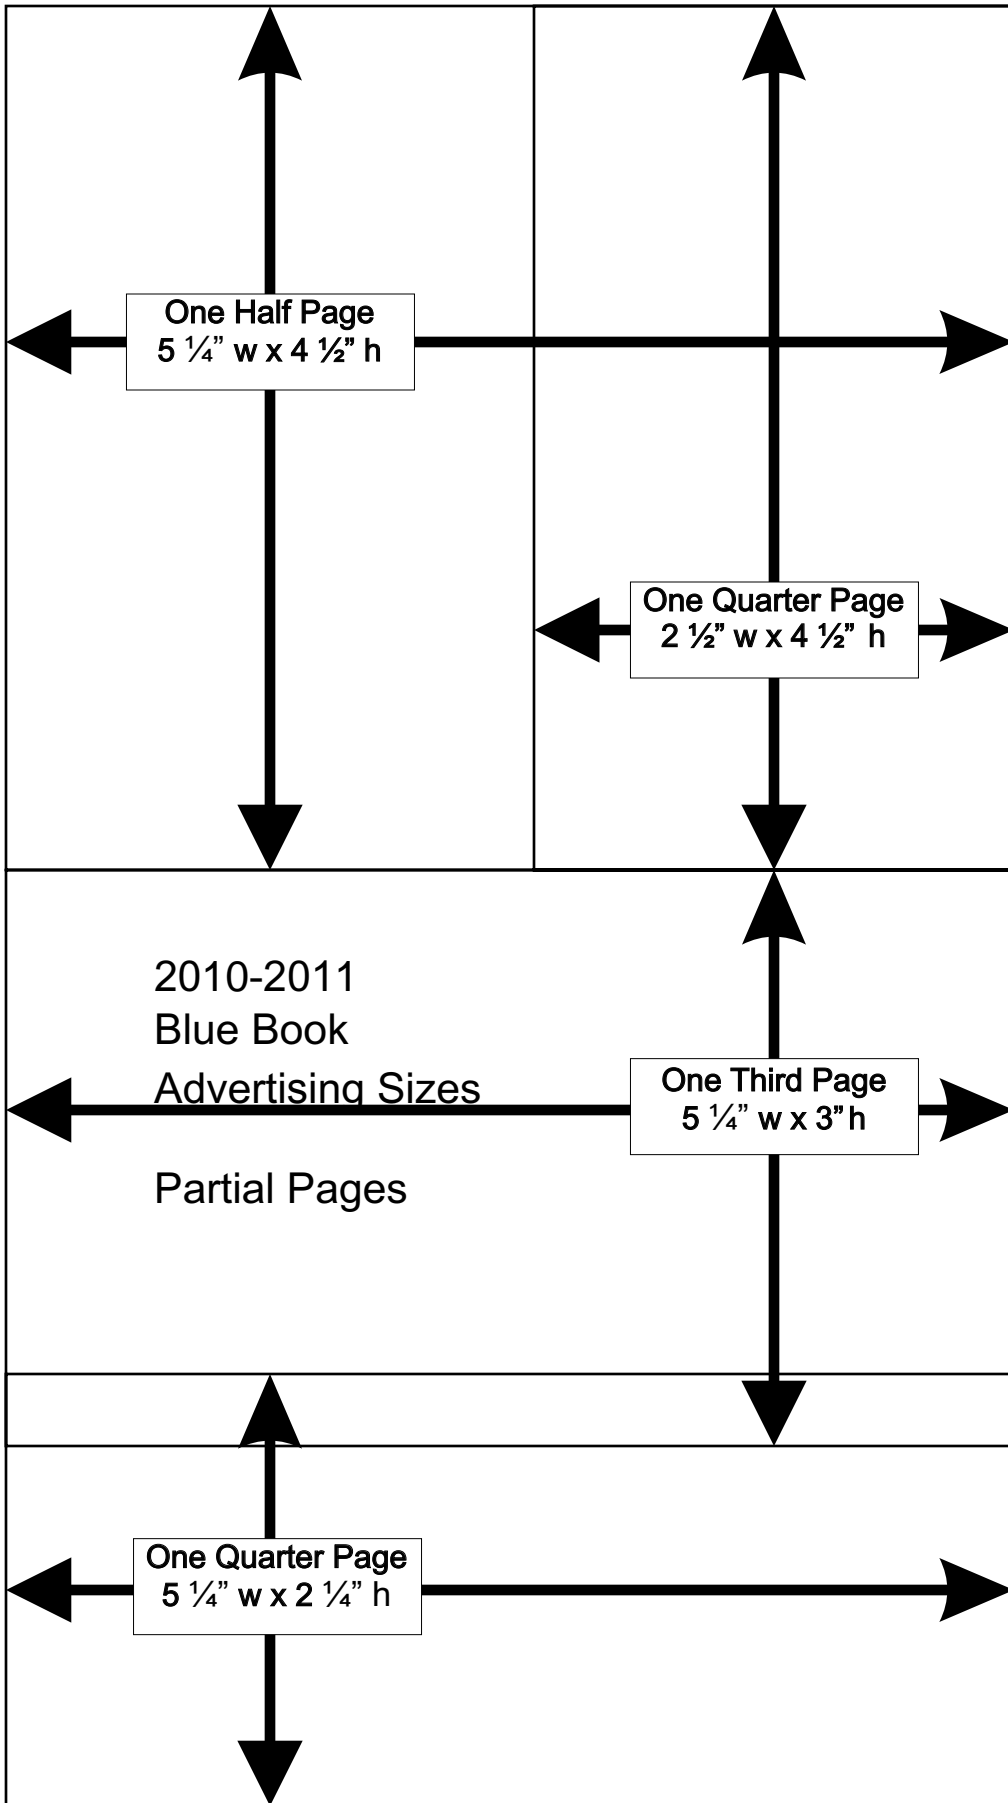 One Half Page
5 ¼” w x 4 ½” h
One Quarter Page
2 ½” w x 4 ½” h
2010-2011
Blue Book
Advertising Sizes
Partial Pages
One Third Page
5 ¼” w x 3” h
One Quarter Page
5 ¼” w x 2 ¼” h